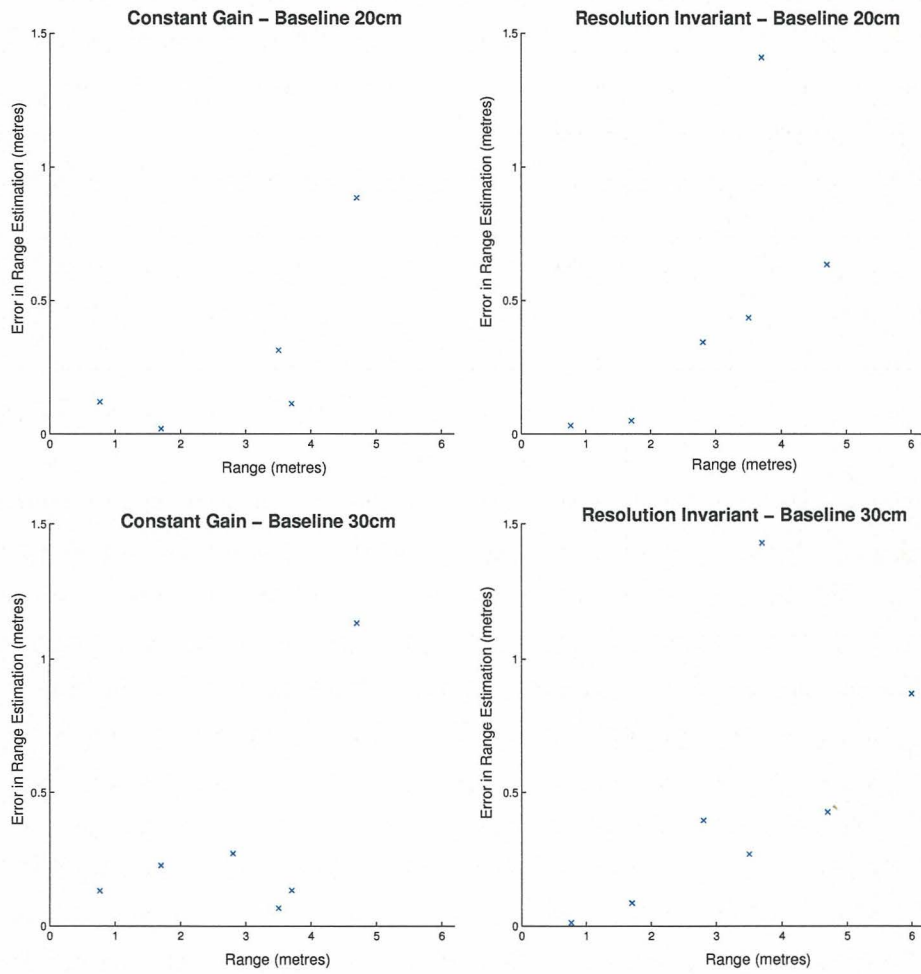 Constant Gain – Baseline 20cm
1.5
1
0.5
0
Error in Range Estimation (metres)
0 1 2 3 4 5 6
Range (metres)
Resolution Invariant – Baseline 20cm
1.5
1
0.5
0
Error in Range Estimation (metres)
0 1 2 3 4 5 6
Range (metres)
Constant Gain – Baseline 30cm
1.5
1
0.5
0
Error in Range Estimation (metres)
0 1 2 3 4 5 6
Range (metres)
Resolution Invariant – Baseline 30cm
1.5
1
0.5
0
Error in Range Estimation (metres)
0 1 2 3 4 5 6
Range (metres)